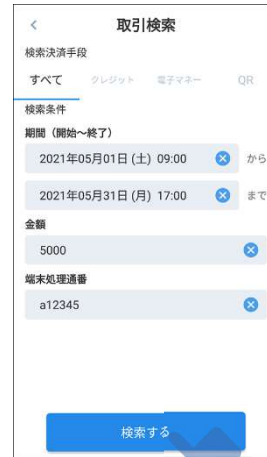 取引検索
検索決済手段
すべて クレジット 電子マネー QR
検索条件
期間（開始～終了）
2021年05月01日 (土) 09:00 から
2021年05月31日 (月) 17:00 まで
金額
5000
端末処理通番
a12345
検索する